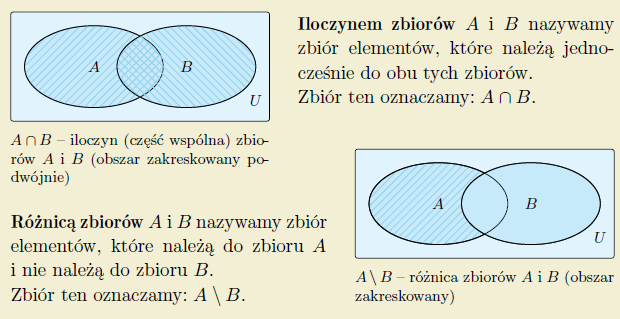 A
B
U
A ∩ B – iloczyn (część wspólna) zbio-
rów A i B (obszar zakreskowany po-
dwójnie)
Iloczynem zbiorów A i B nazywamy
zbiór elementów, które należą jedno-
cześnie do obu tych zbiorów.
Zbiór ten oznaczamy: A ∩ B.
Różnicą zbiorów A i B nazywamy zbiór
elementów, które należą do zbioru A
i nie należą do zbioru B.
Zbiór ten oznaczamy: A \ B.
A
B
U
A \ B – różnica zbiorów A i B (obszar
zakreskowany)